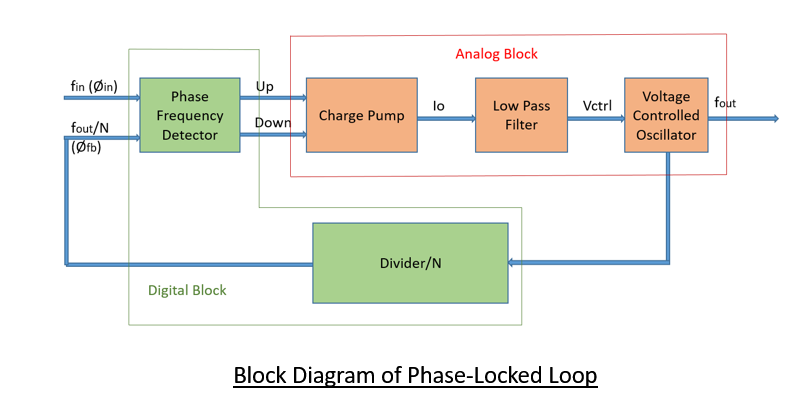 Analog Block
fin (Øin)
Phase
Frequency
Detector
Up
Down
Charge Pump
Io
Low Pass
Filter
Vctrl
Voltage
Controlled
Oscillator
fout
fout/N
(Øfb)
Divider/N
Digital Block
Block Diagram of Phase-Locked Loop